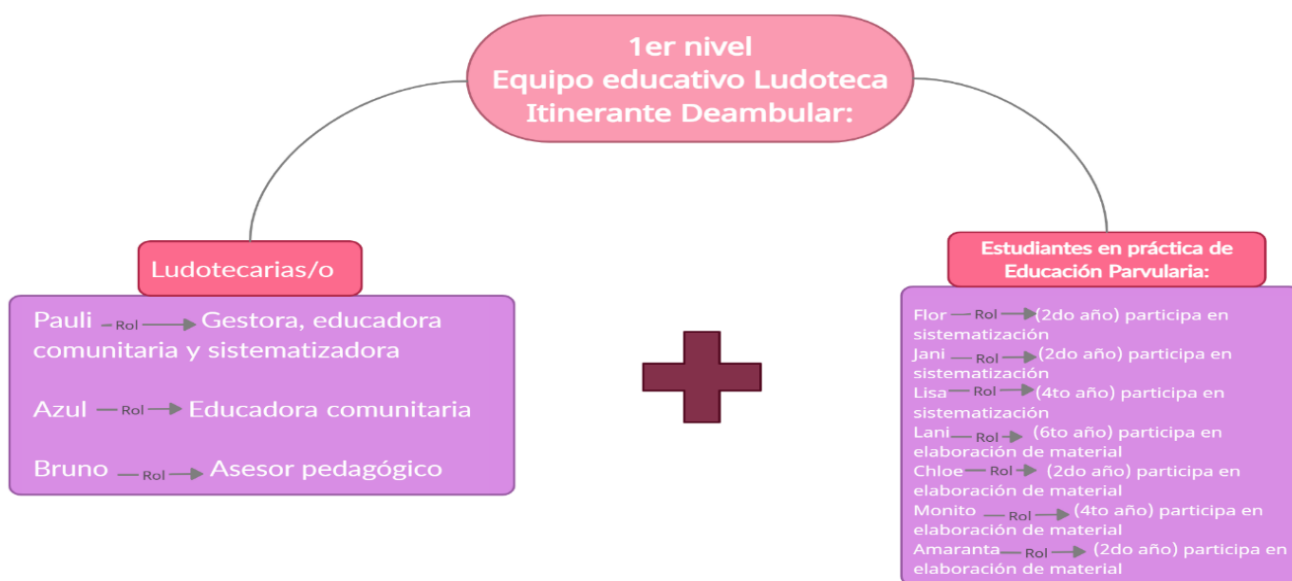 1er nivel
Equipo educativo Ludoteca
Itinerante Deambular:
Ludotecarias/o
Pauli Rol Gestora, educadora
comunitaria y sistematizadora
Azul Rol Educadora comunitaria
Bruno Rol Asesor pedagógico
Estudiantes en práctica de
Educación Parvularia:
Flor Rol (2do año) participa en
sistematización
Jani Rol (2do año) participa en
sistematización
Lisa Rol (4to año) participa en
sistematización
Lani Rol (6to año) participa en
elaboración de material
Chloe Rol (2do año) participa en
elaboración de material
Monito Rol (4to año) participa en
elaboración de material
Amaranta Rol (2do año) participa en
elaboración de material